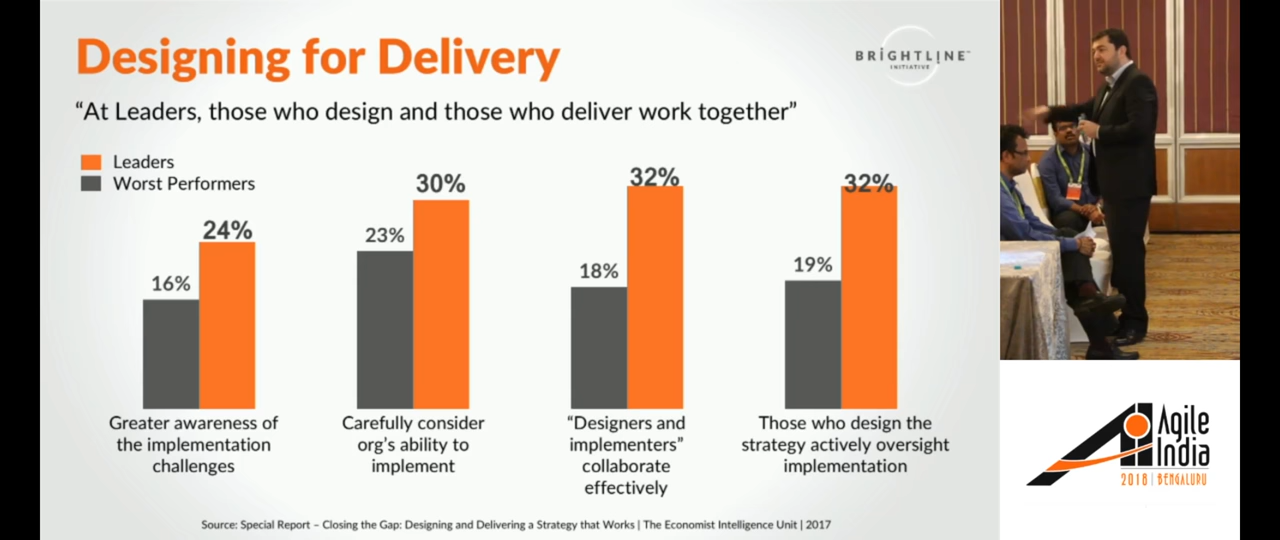 Designing for Delivery
BRIGHTLINE™
INITIATIVE
“At Leaders, those who design and those who deliver work together”
Leaders
Worst Performers
16%
24%
23%
30%
18%
32%
19%
32%
Greater awareness of
the implementation
challenges
Carefully consider
org’s ability to
implement
“Designers and
implementers”
collaborate
effectively
Those who design the
strategy actively oversight
implementation
Source: Special Report – Closing the Gap: Designing and Delivering a Strategy that Works | The Economist Intelligence Unit | 2017
Agile
India
2018 | BENGALURU